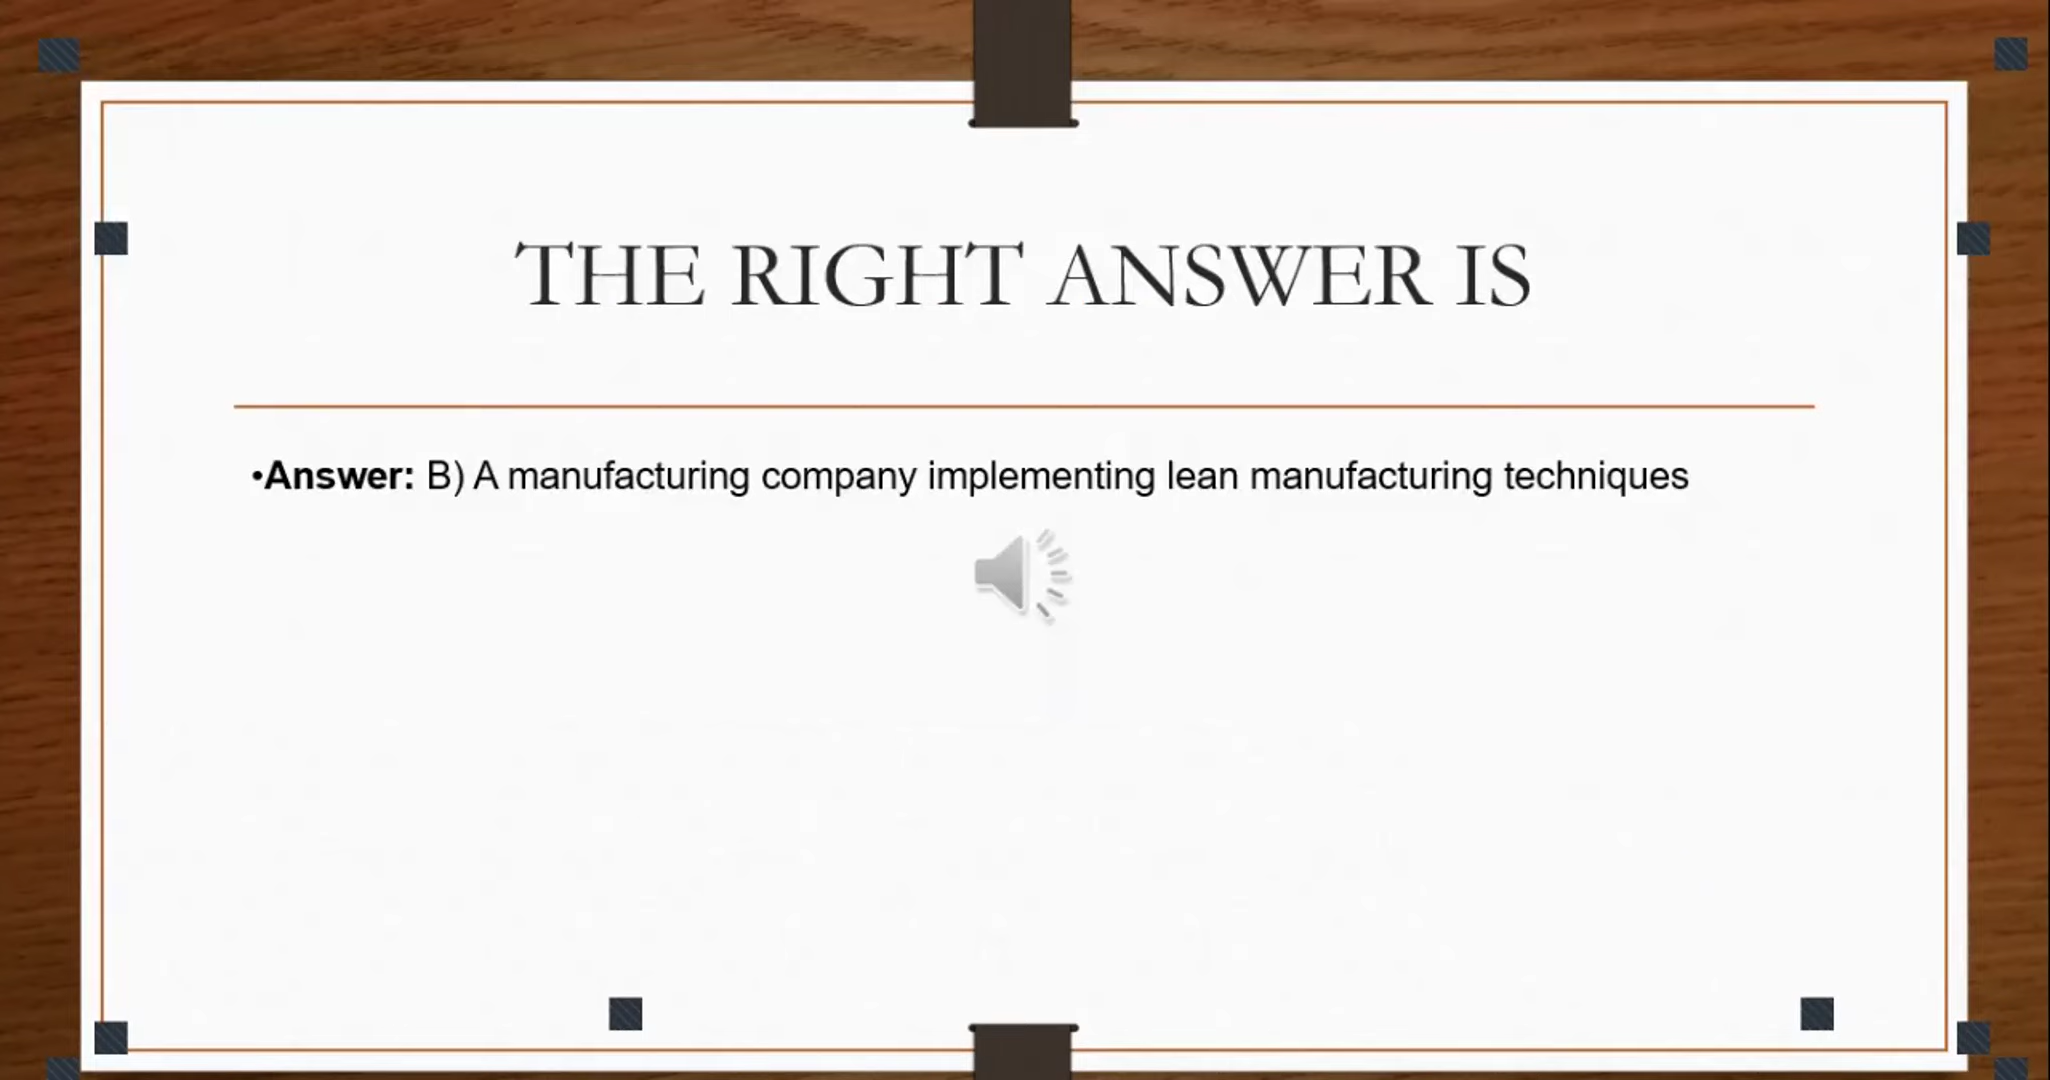 THE RIGHT ANSWER IS
•Answer: B) A manufacturing company implementing lean manufacturing techniques